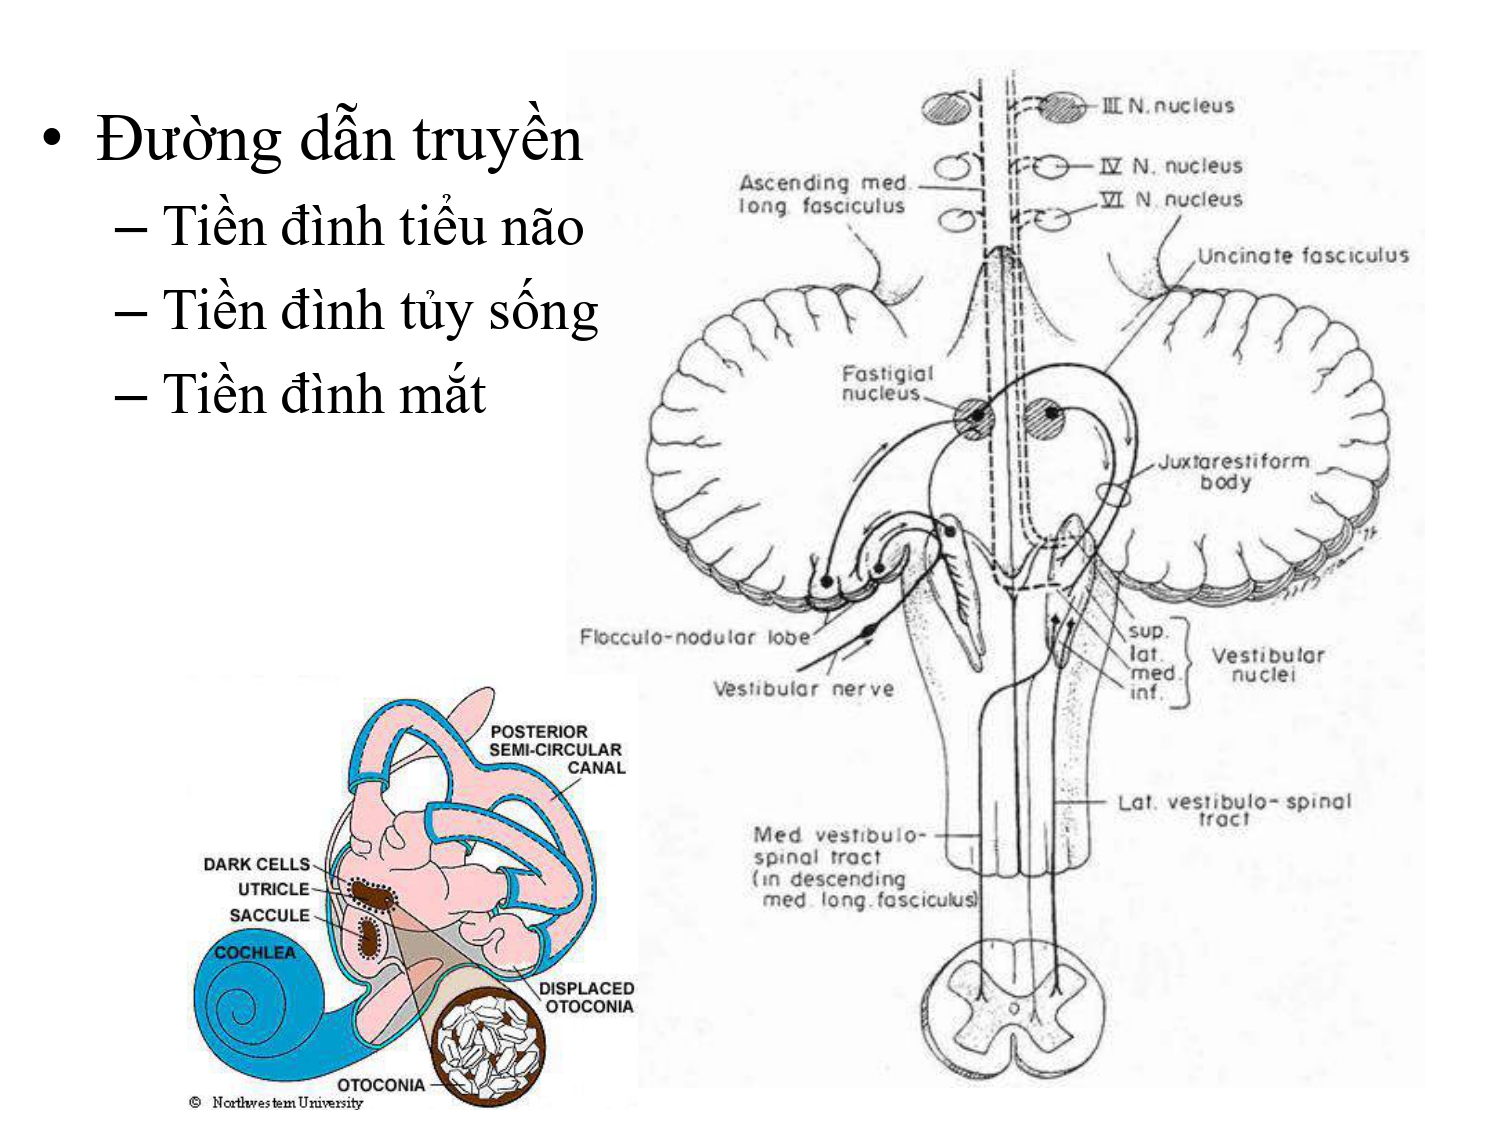 • Đường dẫn truyền
– Tiền đình tiểu não
– Tiền đình tủy sống
– Tiền đình mắt
III N. nucleus
IV N. nucleus
VI N. nucleus
Ascending med.
long. fasciculus
Uncinate fasciculus
Fastigial
nucleus
Juxtarestiform
body
Flocculo-nodular lobe
Vestibular nerve
sup.
lat.
med.
inf.
Vestibular
nuclei
Lat. vestibulo-spinal
tract
Med. vestibulo-
spinal tract
(in descending
med. long. fasciculus)
POSTERIOR
SEMI-CIRCULAR
CANAL
DARK CELLS
UTRICLE
SACCULE
COCHLEA
DISPLACED
OTOCONIA
OTOCONIA
© Northwestern University